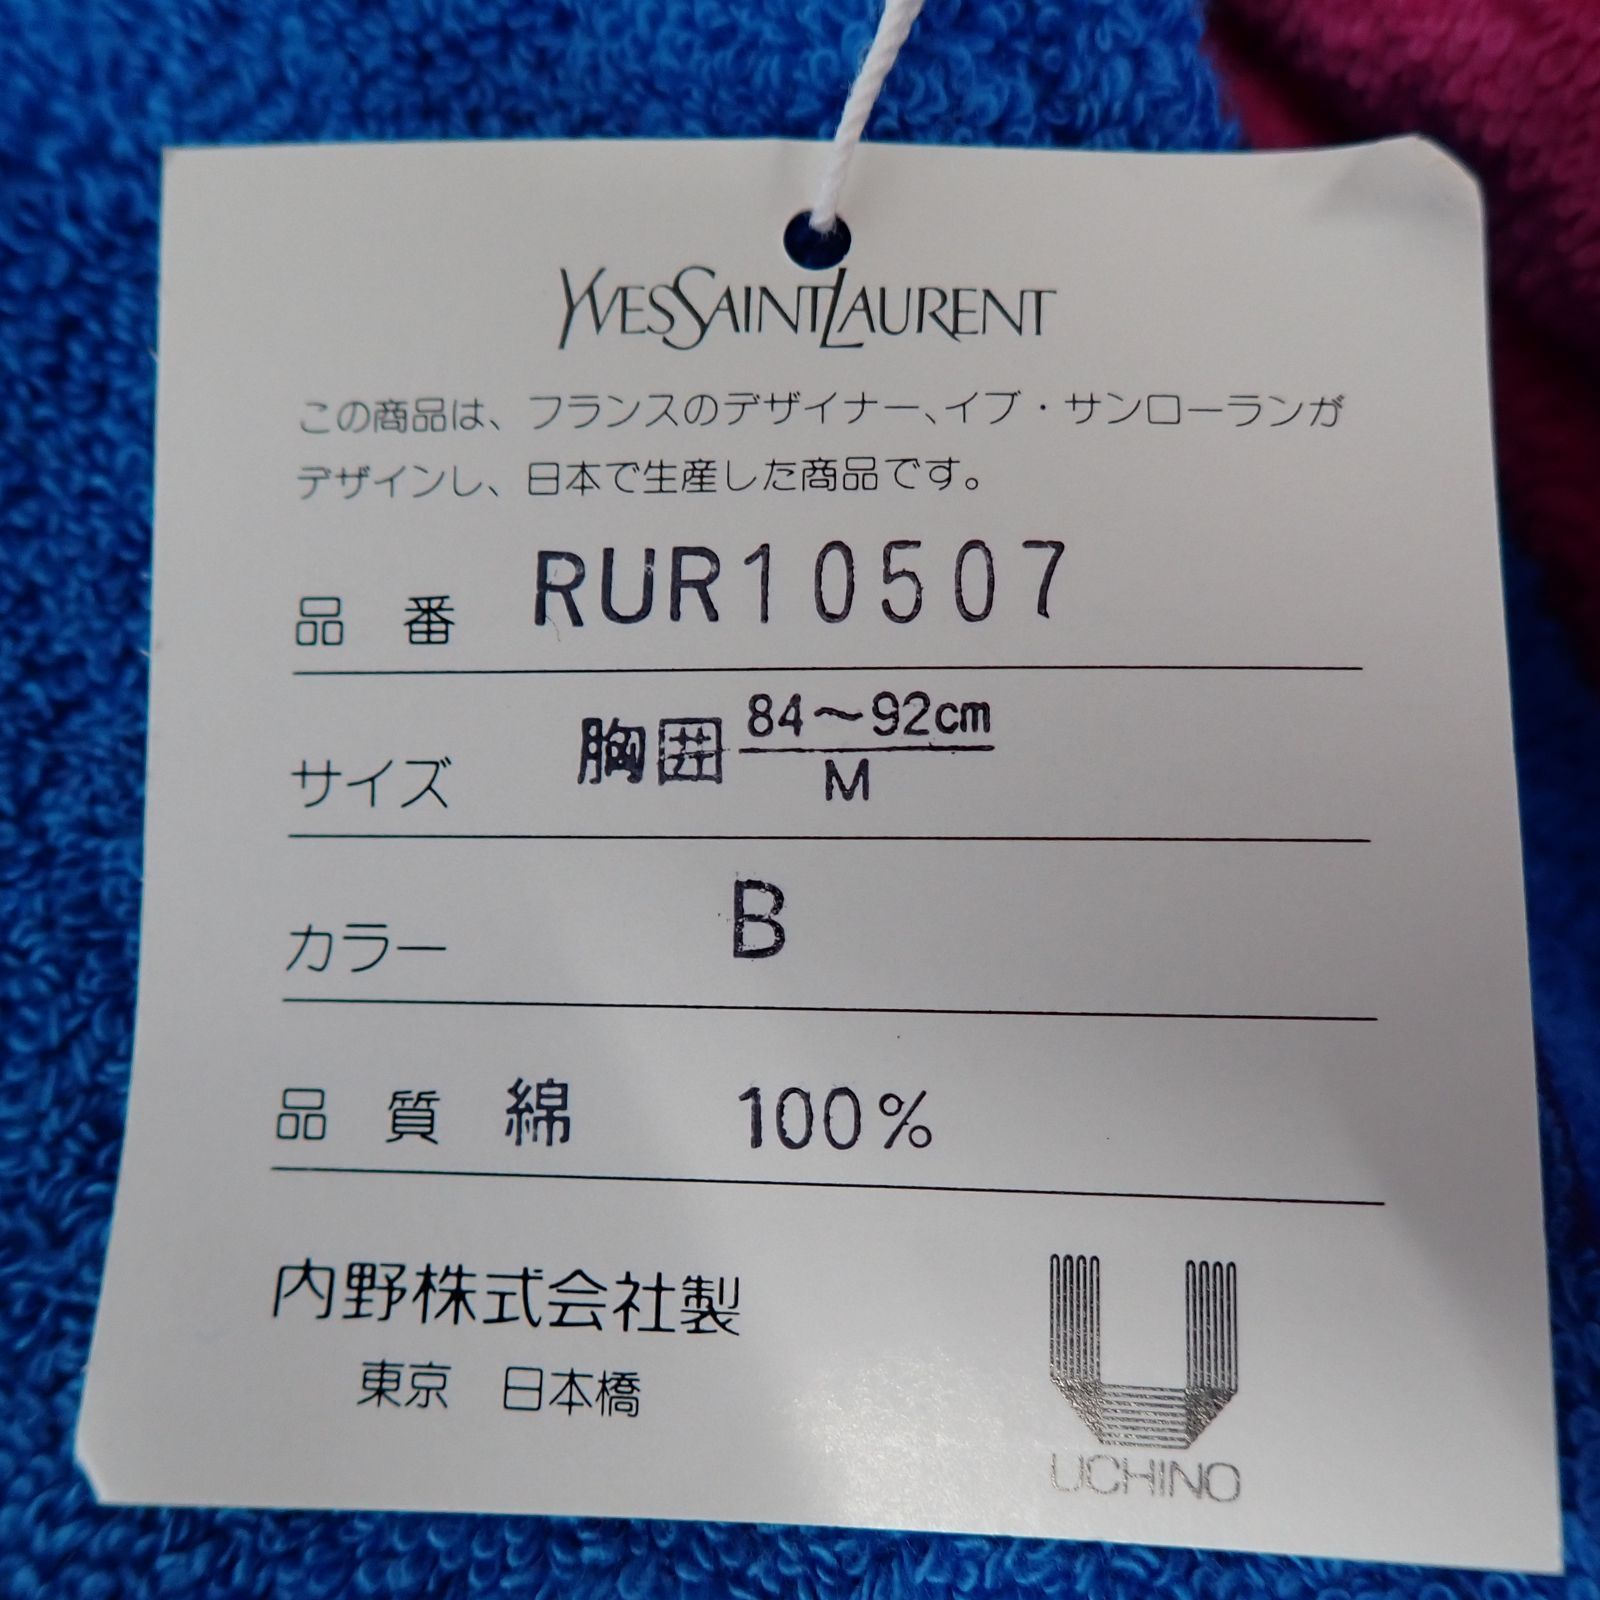 YVESSAINTLAURENT
この商品は、フランスのデザイナー、イブ・サンローランが
デザインし、日本で生産した商品です。
品番 RUR10507
サイズ 胸囲 84～92cm
M
カラー B
品質 綿 100%
内野株式会社製
東京 日本橋
UCHINO